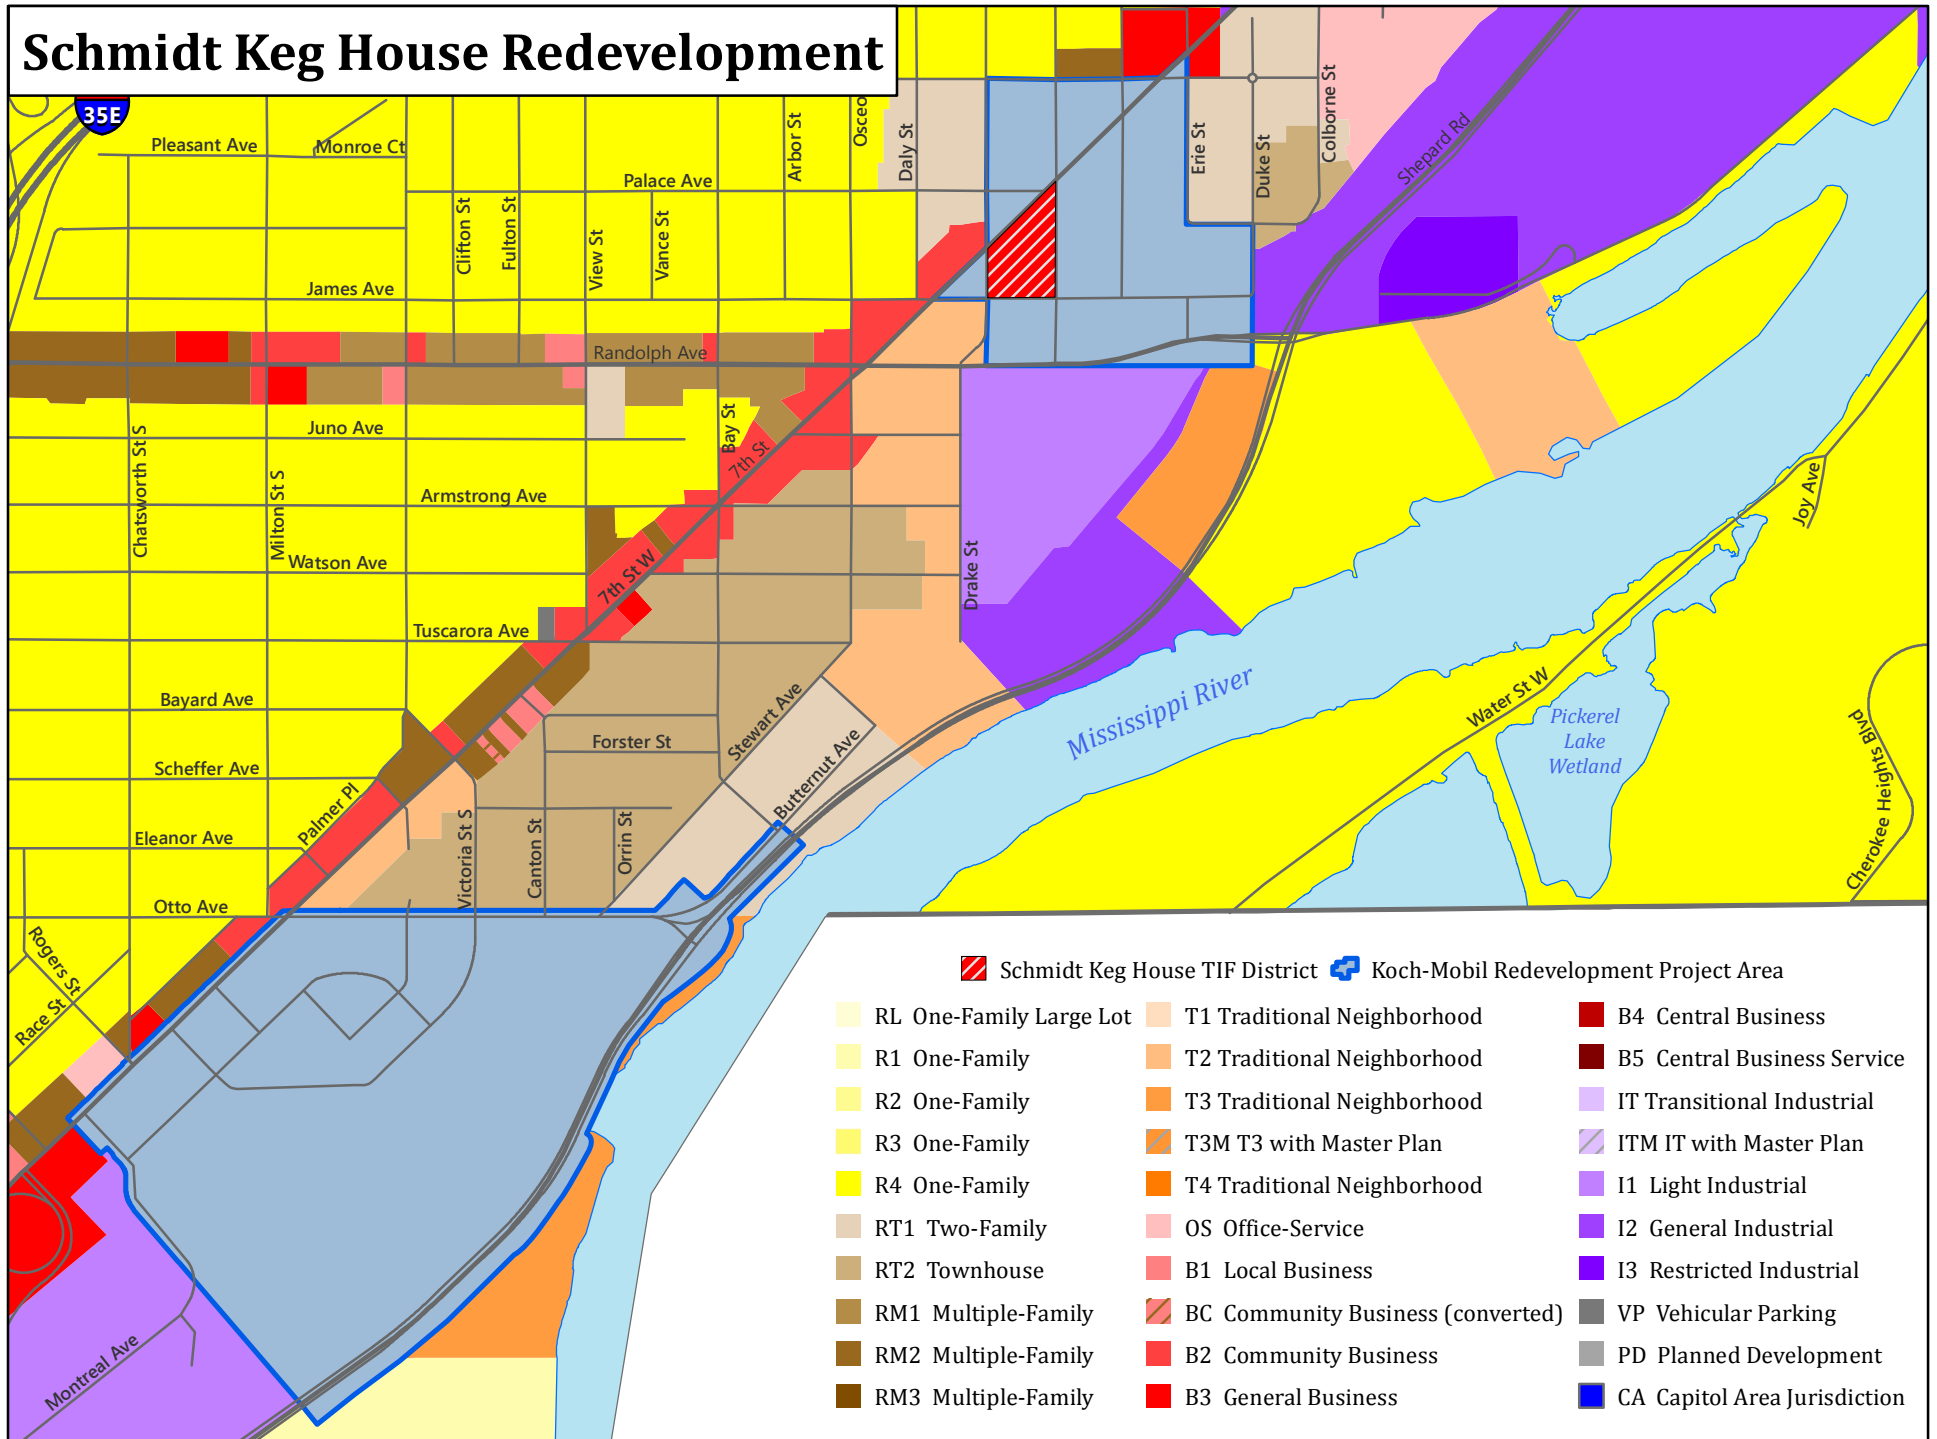 Schmidt Keg House Redevelopment
35E
Pleasant Ave
Monroe Ct
Arbor St
Osceo
Daly St
Erie St
Duke St
Colborne St
Shepard Rd
Palace Ave
Clifton St
Fulton St
View St
Vance St
James Ave
Randolph Ave
Juno Ave
Bay St
7th St
Chatsworth St S
Milton St S
Armstrong Ave
Watson Ave
7th St W
Drake St
Joy Ave
Tuscarora Ave
Bayard Ave
Stewart Ave
Mississippi River
Water St W
Pickerel
Lake
Wetland
Cherokee Heights Blvd
Forster St
Butternut Ave
Scheffer Ave
Palmer Pl
Eleanor Ave
Victoria St S
Canton St
Orrin St
Otto Ave
Rogers St
Race St
Montreal Ave
Schmidt Keg House TIF District
Koch-Mobil Redevelopment Project Area
RL One-Family Large Lot
R1 One-Family
R2 One-Family
R3 One-Family
R4 One-Family
RT1 Two-Family
RT2 Townhouse
RM1 Multiple-Family
RM2 Multiple-Family
RM3 Multiple-Family
T1 Traditional Neighborhood
T2 Traditional Neighborhood
T3 Traditional Neighborhood
T3M T3 with Master Plan
T4 Traditional Neighborhood
OS Office-Service
B1 Local Business
BC Community Business (converted)
B2 Community Business
B3 General Business
B4 Central Business
B5 Central Business Service
IT Transitional Industrial
ITM IT with Master Plan
I1 Light Industrial
I2 General Industrial
I3 Restricted Industrial
VP Vehicular Parking
PD Planned Development
CA Capitol Area Jurisdiction